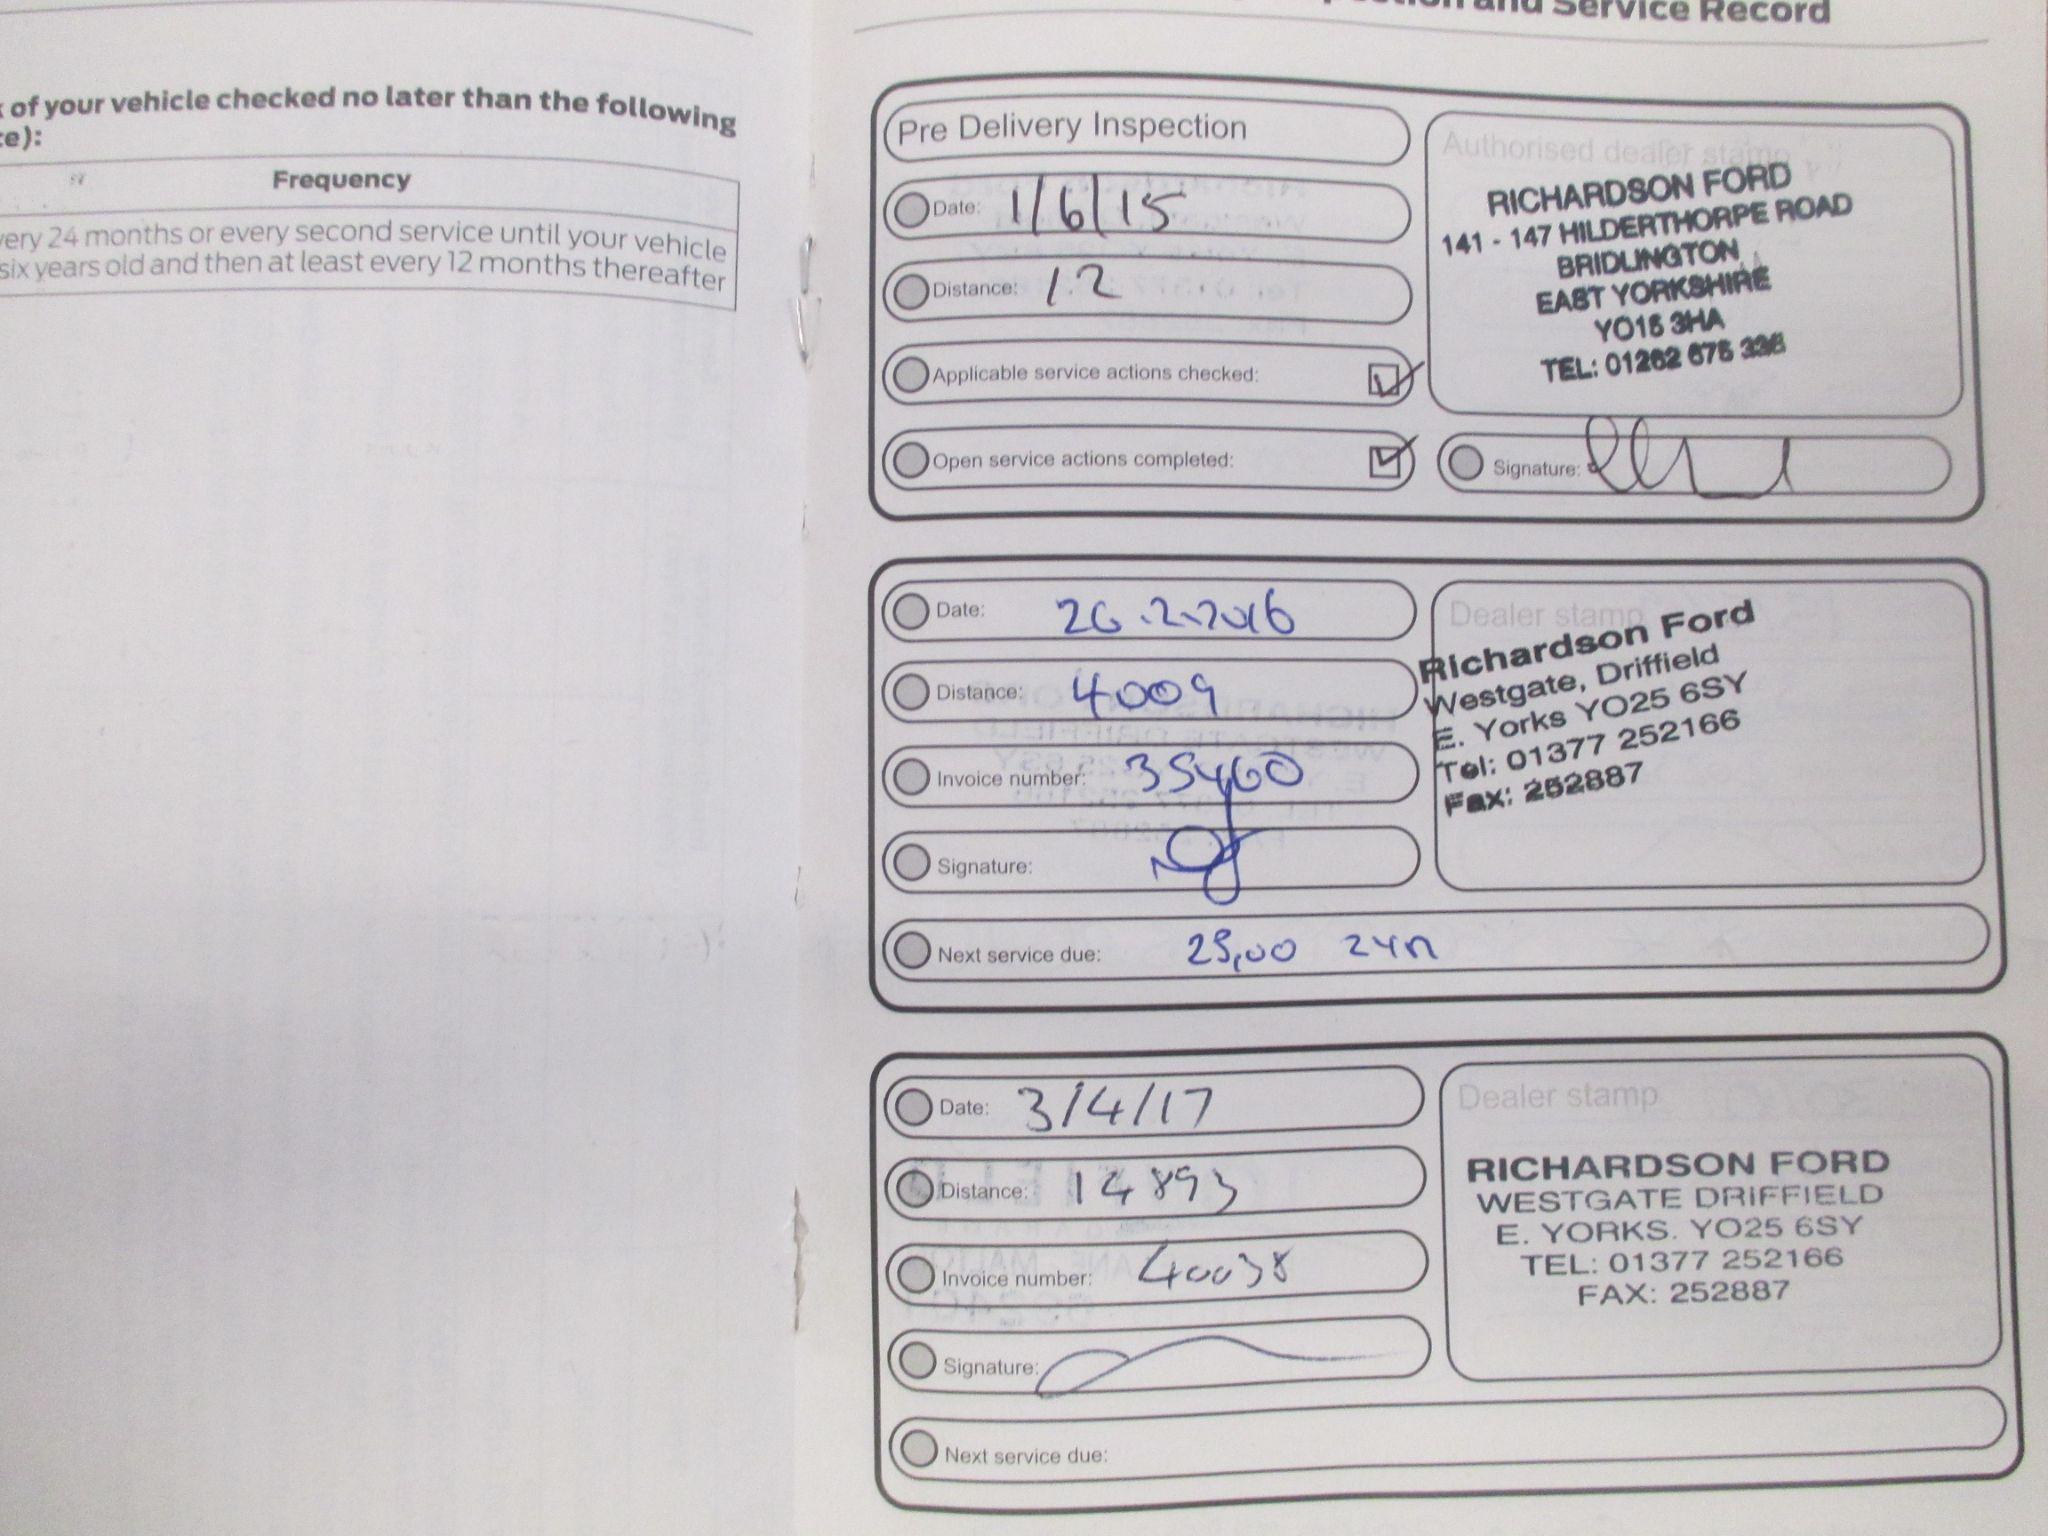 of your vehicle checked no later than the following
Frequency
24 months or every second service until your vehicle
six years old and then at least every 12 months thereafter
and Service Record
Pre Delivery Inspection
Date: 1/6/15
Distance: 12
Applicable service actions checked:
Open service actions completed:
Authorised dealer stamp
RICHARDSON FORD
141 - 147 HILDERTHORPE ROAD
BRIDLINGTON
EAST YORKSHIRE
3HA
TEL: 01262
Signature:
Date: 26.2.2016
Distance: 4009
Invoice number: 35460
Signature:
Next service due: 25,00 24m
Dealer stamp
Richardson Ford
Westgate, Driffield
E. Yorks YO25 6SY
Tel: 01377 252166
Fax: 252887
Date: 3/4/17
Distance: 14893
Invoice number: 40038
Signature:
Next service due:
Dealer stamp
RICHARDSON FORD
WESTGATE DRIFFIELD
E. YORKS. YO25 6SY
TEL: 01377 252166
FAX: 252887